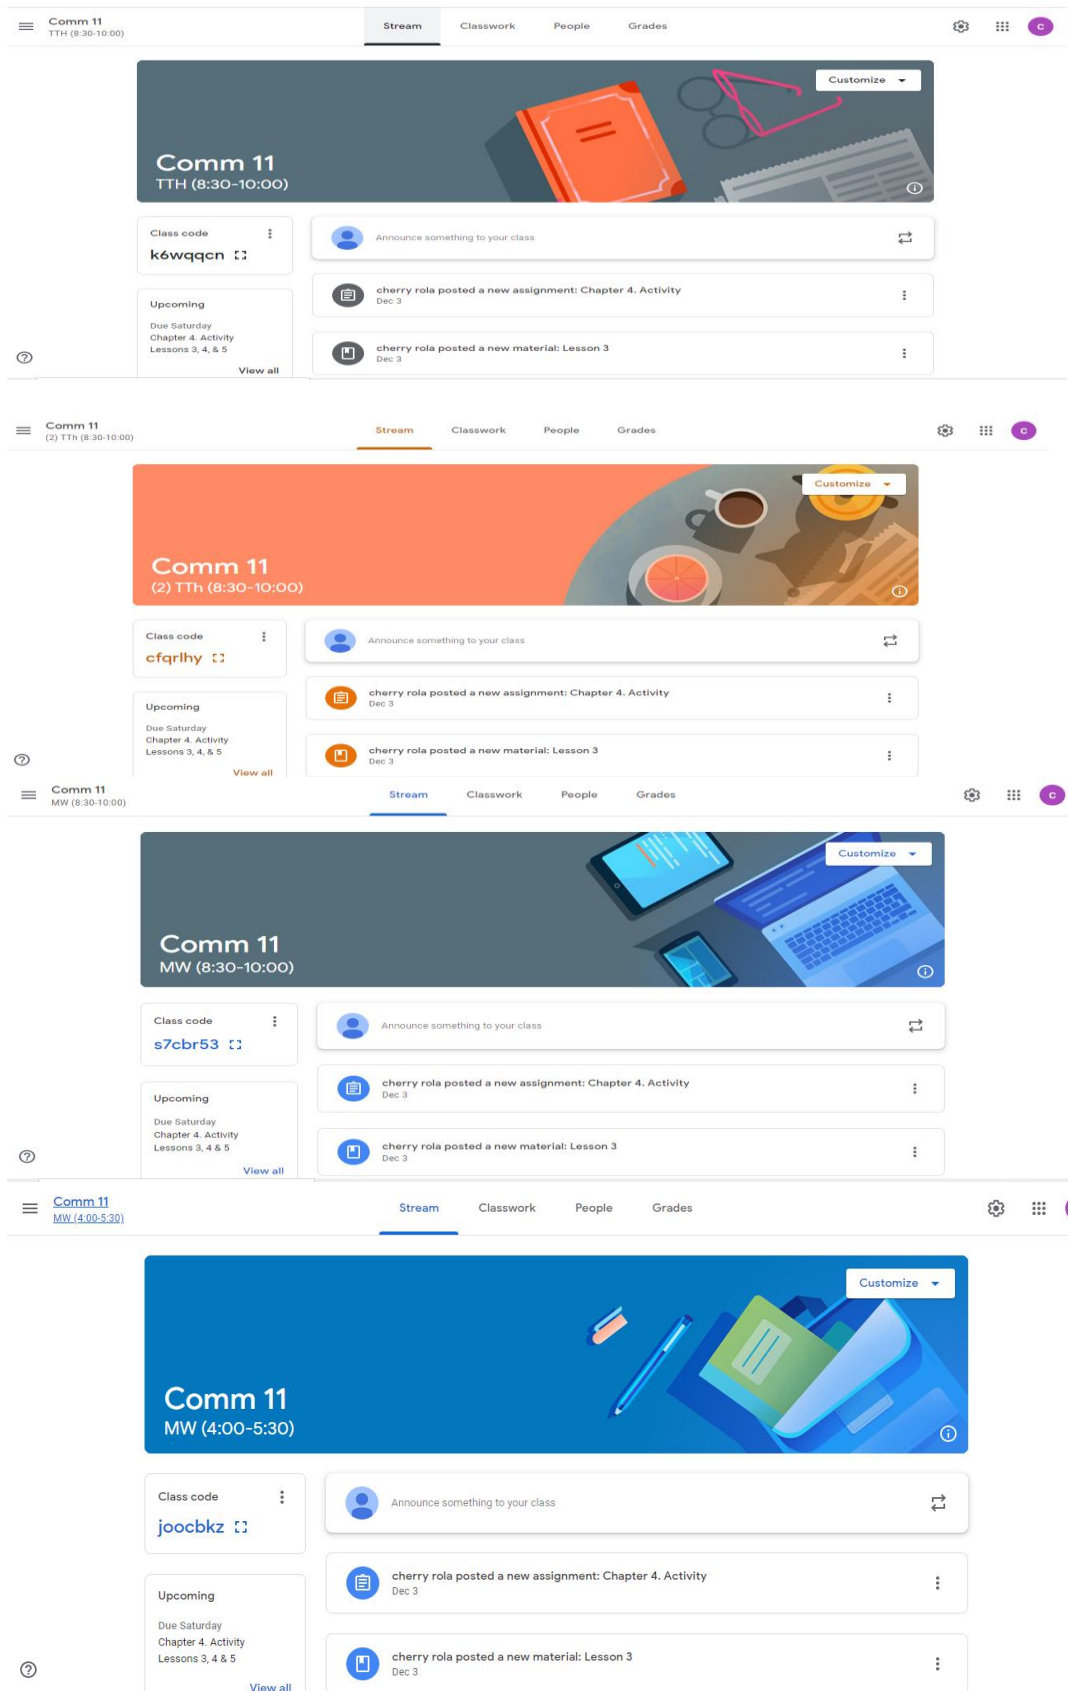 Comm 11
TTH (8:30-10:00)
Stream Classwork People Grades
C
Customize
Comm 11
TTH (8:30-10:00)
Class code
k6wqqcn
Announce something to your class
Upcoming
Due Saturday
Chapter 4. Activity
Lessons 3, 4, & 5
View all
cherry rola posted a new assignment: Chapter 4. Activity
Dec 3
cherry rola posted a new material: Lesson 3
Dec 3
Comm 11
(2) TTh (8:30-10:00)
Stream Classwork People Grades
C
Customize
Comm 11
(2) TTh (8:30-10:00)
Class code
cfqrlhy
Announce something to your class
Upcoming
Due Saturday
Chapter 4. Activity
Lessons 3, 4, & 5
View all
cherry rola posted a new assignment: Chapter 4. Activity
Dec 3
cherry rola posted a new material: Lesson 3
Dec 3
Comm 11
MW (8:30-10:00)
Stream Classwork People Grades
C
Customize
Comm 11
MW (8:30-10:00)
Class code
s7cbr53
Announce something to your class
Upcoming
Due Saturday
Chapter 4. Activity
Lessons 3, 4 & 5
View all
cherry rola posted a new assignment: Chapter 4. Activity
Dec 3
cherry rola posted a new material: Lesson 3
Dec 3
Comm 11
MW (4:00-5:30)
Stream Classwork People Grades
Customize
Comm 11
MW (4:00-5:30)
Class code
joocbkz
Announce something to your class
Upcoming
Due Saturday
Chapter 4. Activity
Lessons 3, 4 & 5
View all
cherry rola posted a new assignment: Chapter 4. Activity
Dec 3
cherry rola posted a new material: Lesson 3
Dec 3